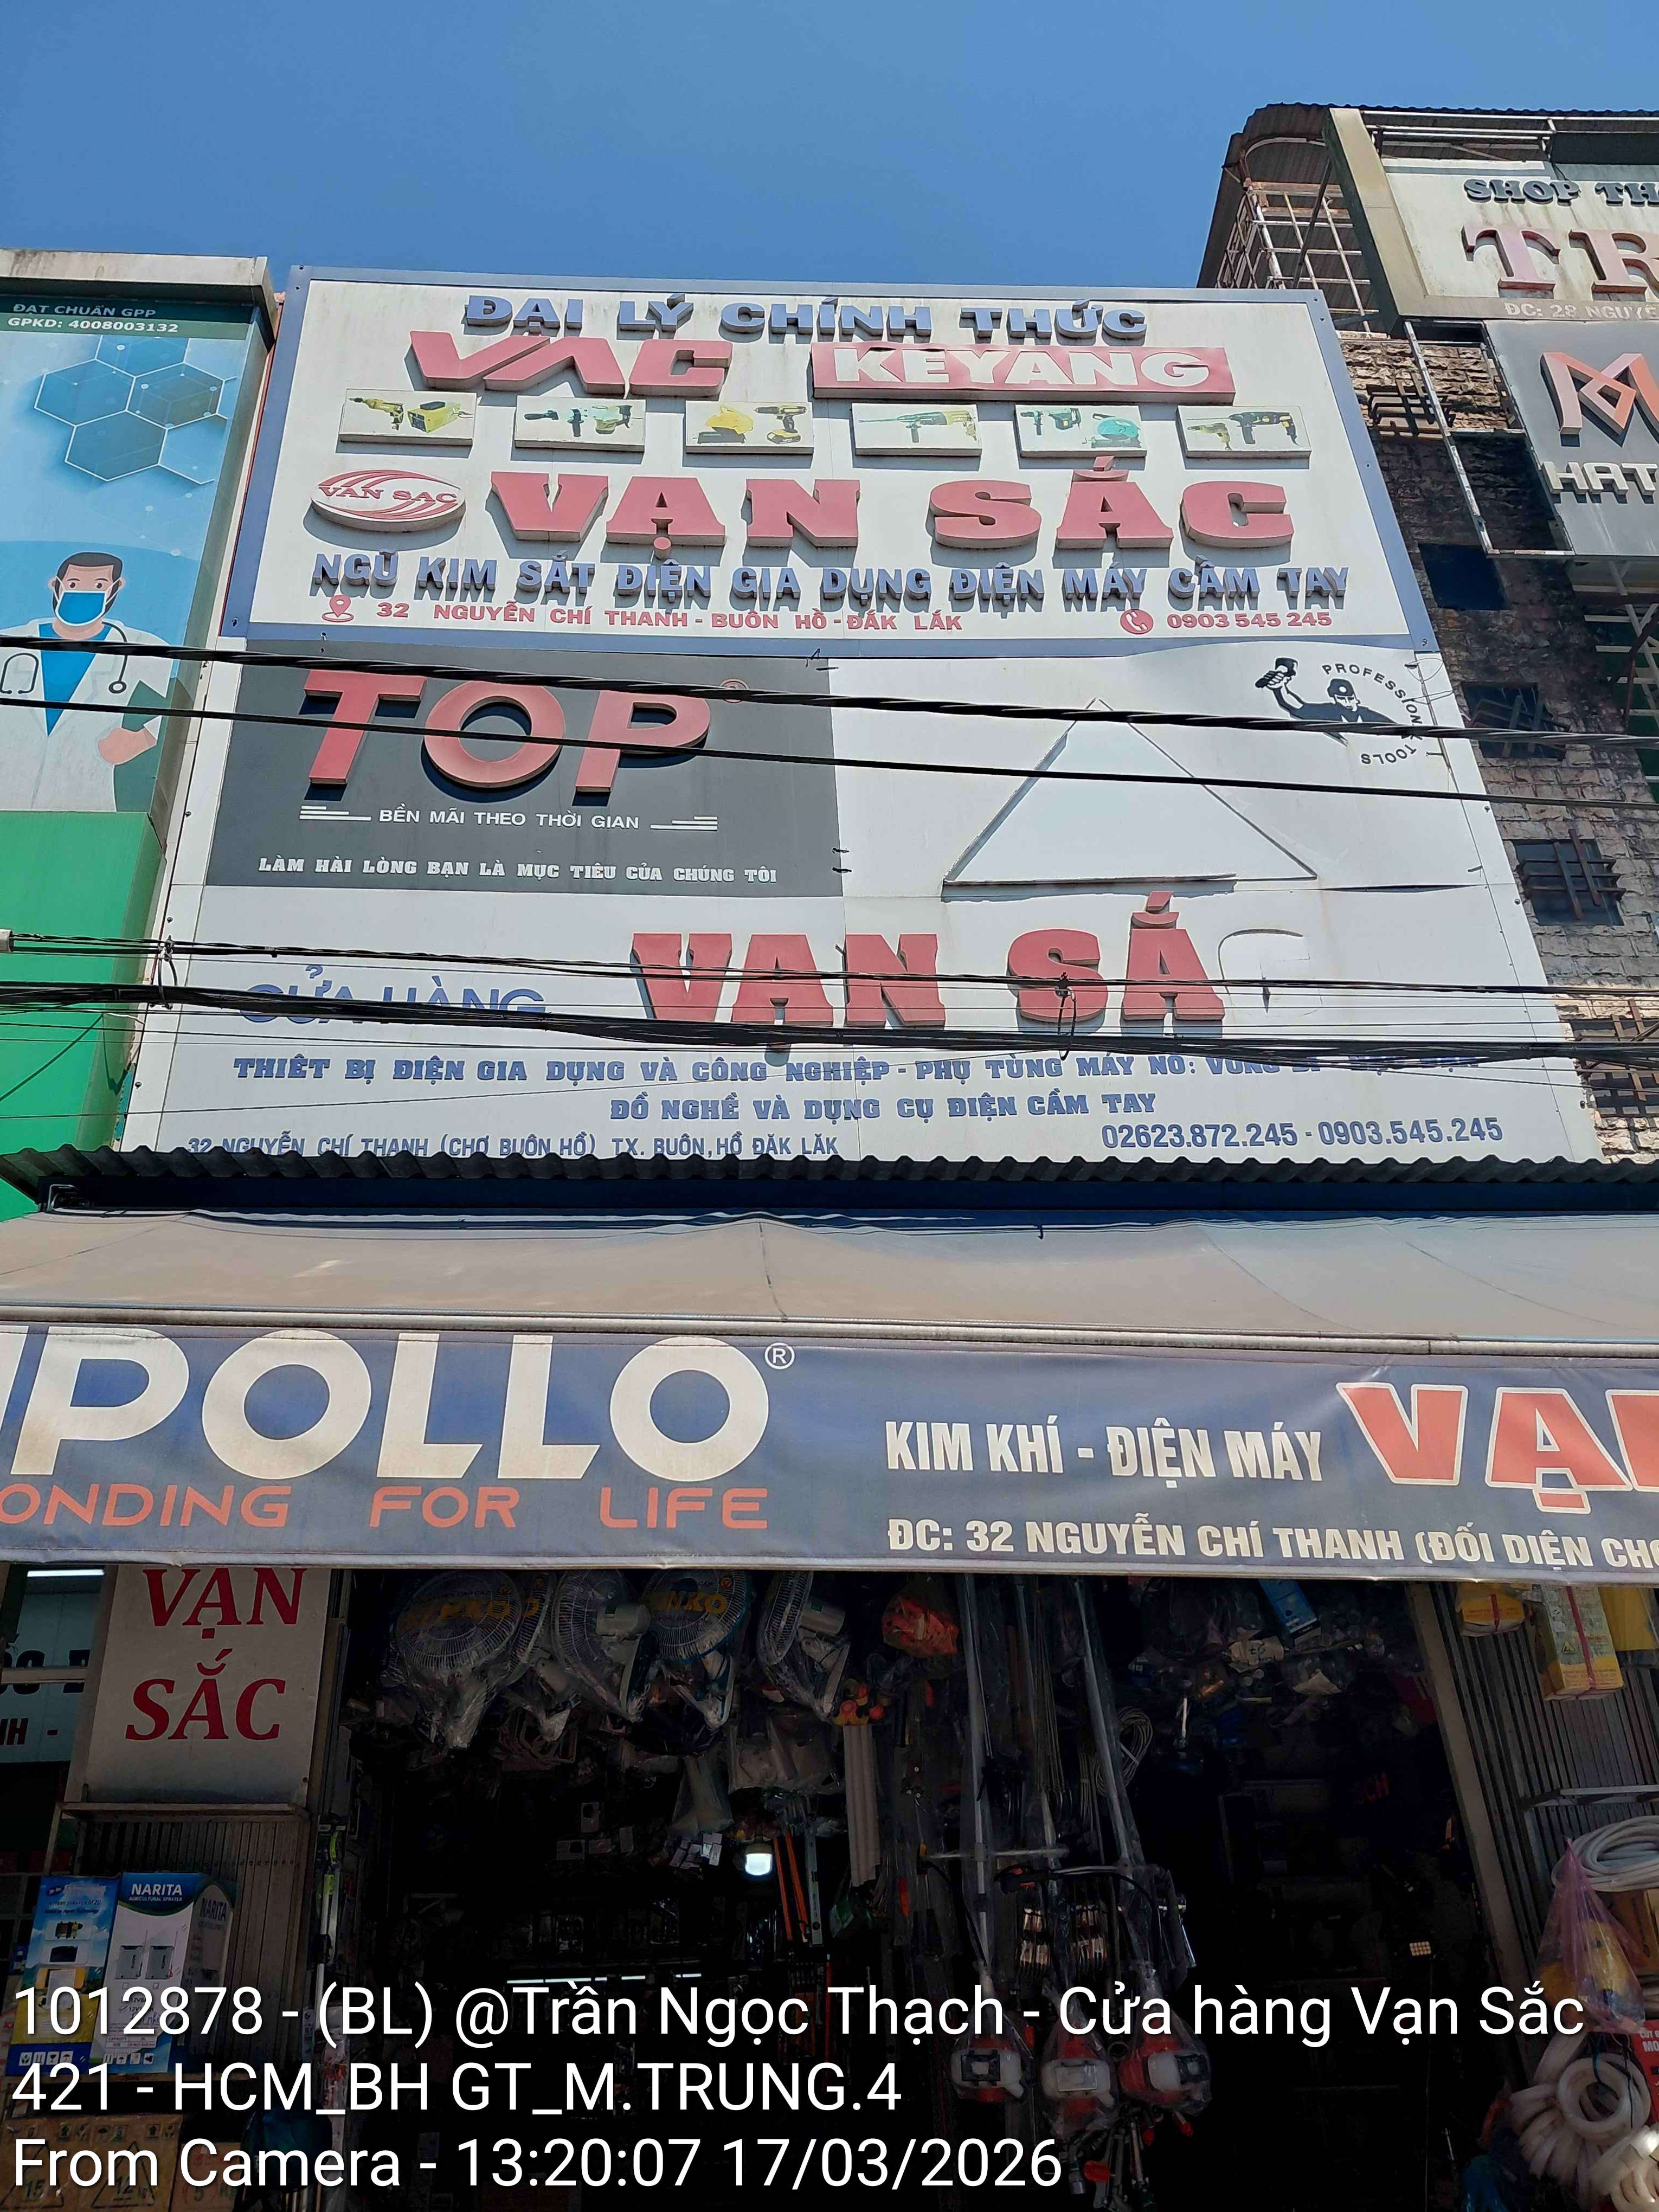 ĐẠT CHUẨN GPP
GPKD: 4008003132
SHOP
TR
ĐC: 28
HAT
ĐẠI LÝ CHÍNH THỨC
VAC KEYANG
VẠN SẮC
VẠN SẮC
NGŨ KIM SẮT ĐIỆN GIA DỤNG ĐIỆN MÁY CẦM TAY
32 NGUYỄN CHÍ THANH - BUÔN HỒ - ĐẮK LẮK
0903 545 245
TOP
BỀN MÃI THEO THỜI GIAN
LÀM HÀI LÒNG BẠN LÀ MỤC TIÊU CỦA CHÚNG TÔI
PROFESSIONAL TOOLS
CỬA HÀNG
VẠN SẮ
THIẾT BỊ ĐIỆN GIA DỤNG VÀ CÔNG NGHIỆP - PHỤ TÙNG MÁY NỔ:
ĐỒ NGHỀ VÀ DỤNG CỤ ĐIỆN CẦM TAY
32 NGUYỄN CHÍ THANH (CHỢ BUÔN HỒ) TX. BUÔN, HỒ ĐĂK LĂK
02623.872.245 - 0903.545.245
POLLO®
ONDING FOR LIFE
KIM KHÍ - ĐIỆN MÁY
VẠ
ĐC: 32 NGUYỄN CHÍ THANH (ĐỐI DIỆN CH
VẠN
SẮC
NARITA
AGRICULTURAL SPRAYER
NARITA
1012878 - (BL) @Trần Ngọc Thạch - Cửa hàng Vạn Sắc
421 - HCM_BH GT_M.TRUNG.4
From Camera - 13:20:07 17/03/2026